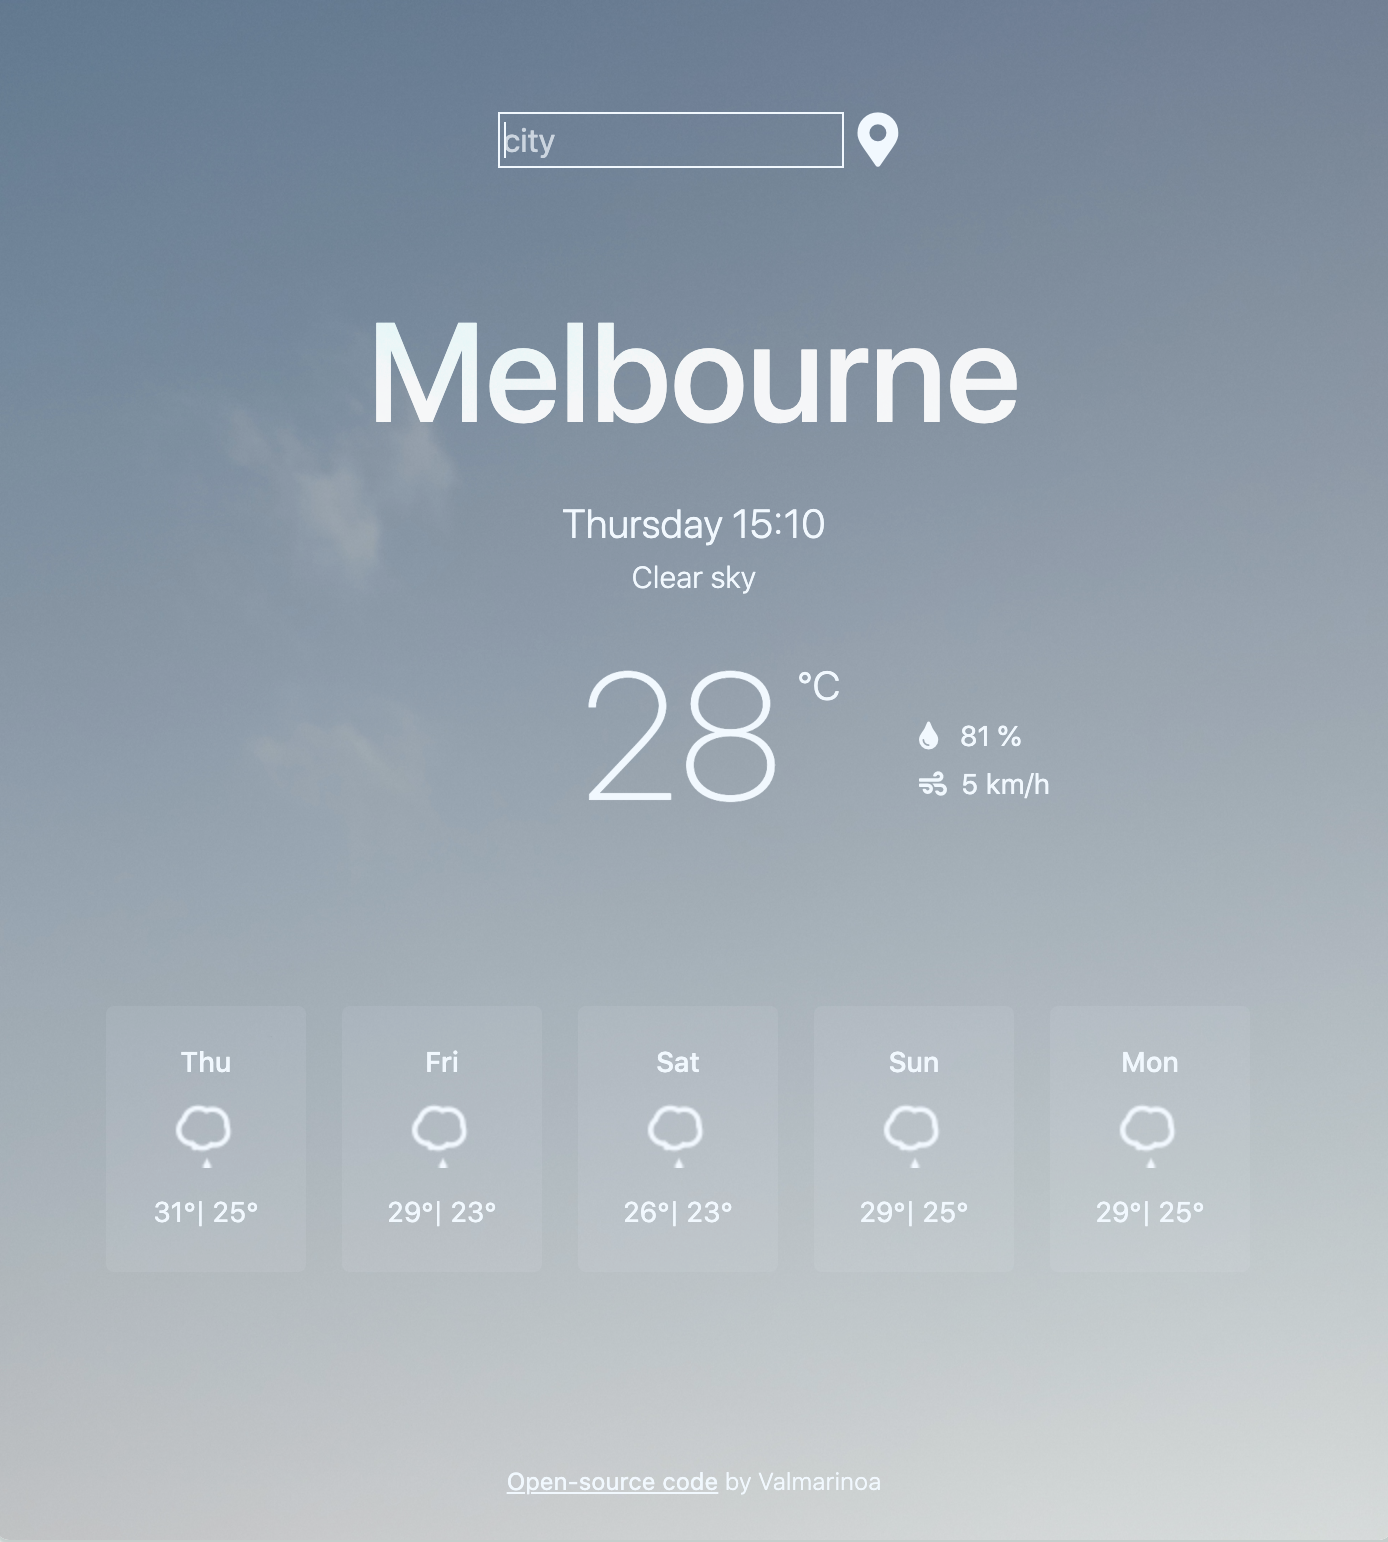 city
Melbourne
Thursday 15:10
Clear sky
28 °C
81 %
5 km/h
Thu Fri Sat Sun Mon
31°| 25° 29°| 23° 26°| 23° 29°| 25° 29°| 25°
Open-source code by Valmarinoa